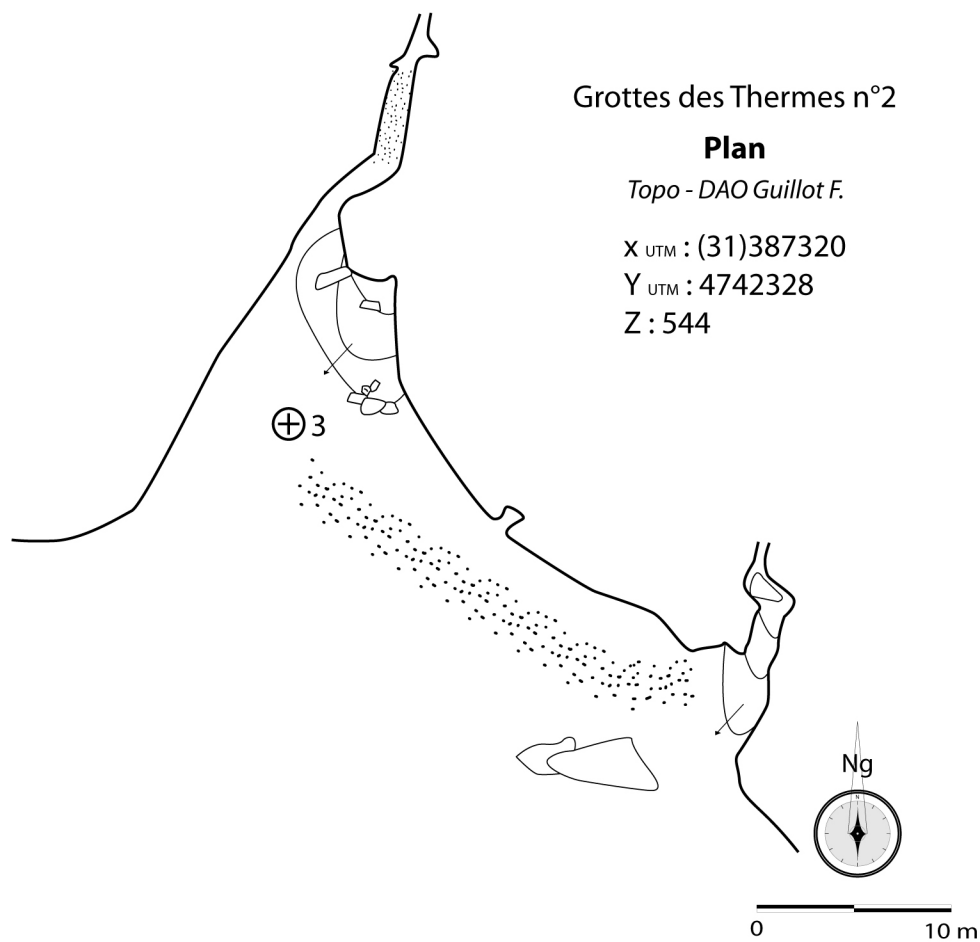 Grottes des Thermes n°2
Plan
Topo - DAO Guillot F.
x UTM : (31)387320
Y UTM : 4742328
Z : 544
3
Ng
N
0 10 m